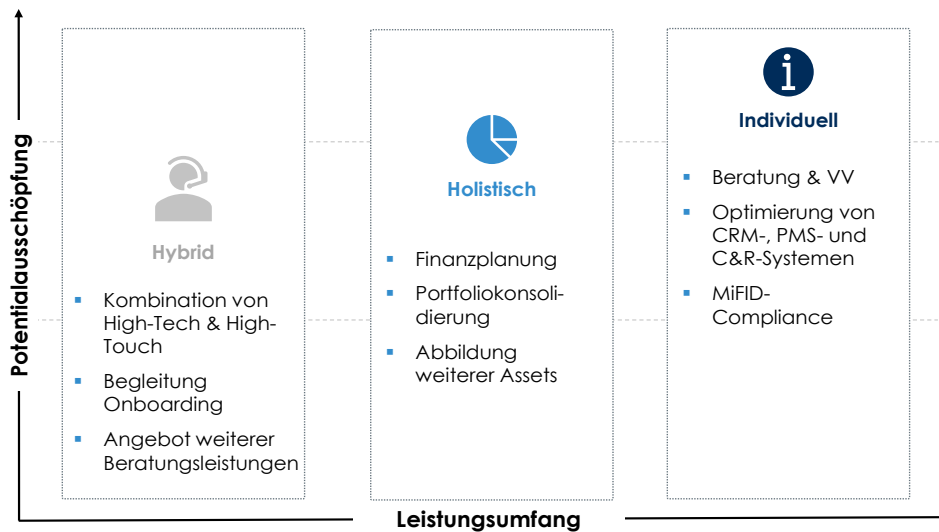 Potentialausschöpfung
Hybrid
Kombination von
High-Tech & High-
Touch
Begleitung
Onboarding
Angebot weiterer
Beratungsleistungen
Holistisch
Finanzplanung
Portfoliokonsoli-
dierung
Abbildung
weiterer Assets
i
Individuell
Beratung & VV
Optimierung von
CRM-, PMS- und
C&R-Systemen
MiFID-
Compliance
Leistungsumfang